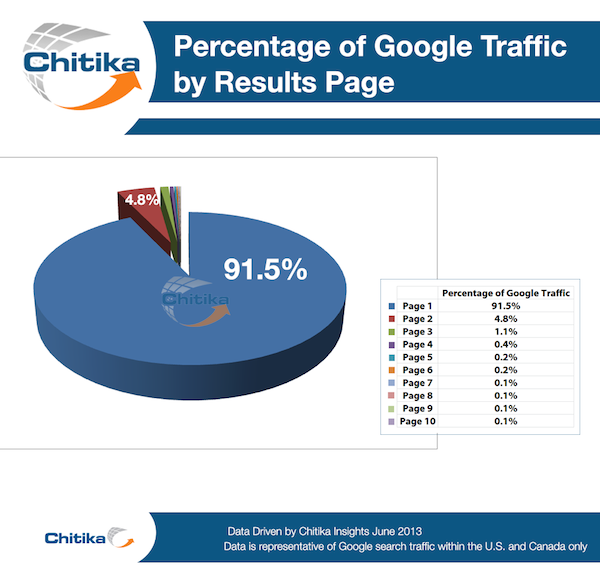 Chitika
Percentage of Google Traffic
by Results Page
4.8%
91.5%
Chitika
Percentage of Google Traffic
Page 1 91.5%
Page 2 4.8%
Page 3 1.1%
Page 4 0.4%
Page 5 0.2%
Page 6 0.2%
Page 7 0.1%
Page 8 0.1%
Page 9 0.1%
Page 10 0.1%
Chitika
Data Driven by Chitika Insights June 2013
Data is representative of Google search traffic within the U.S. and Canada only